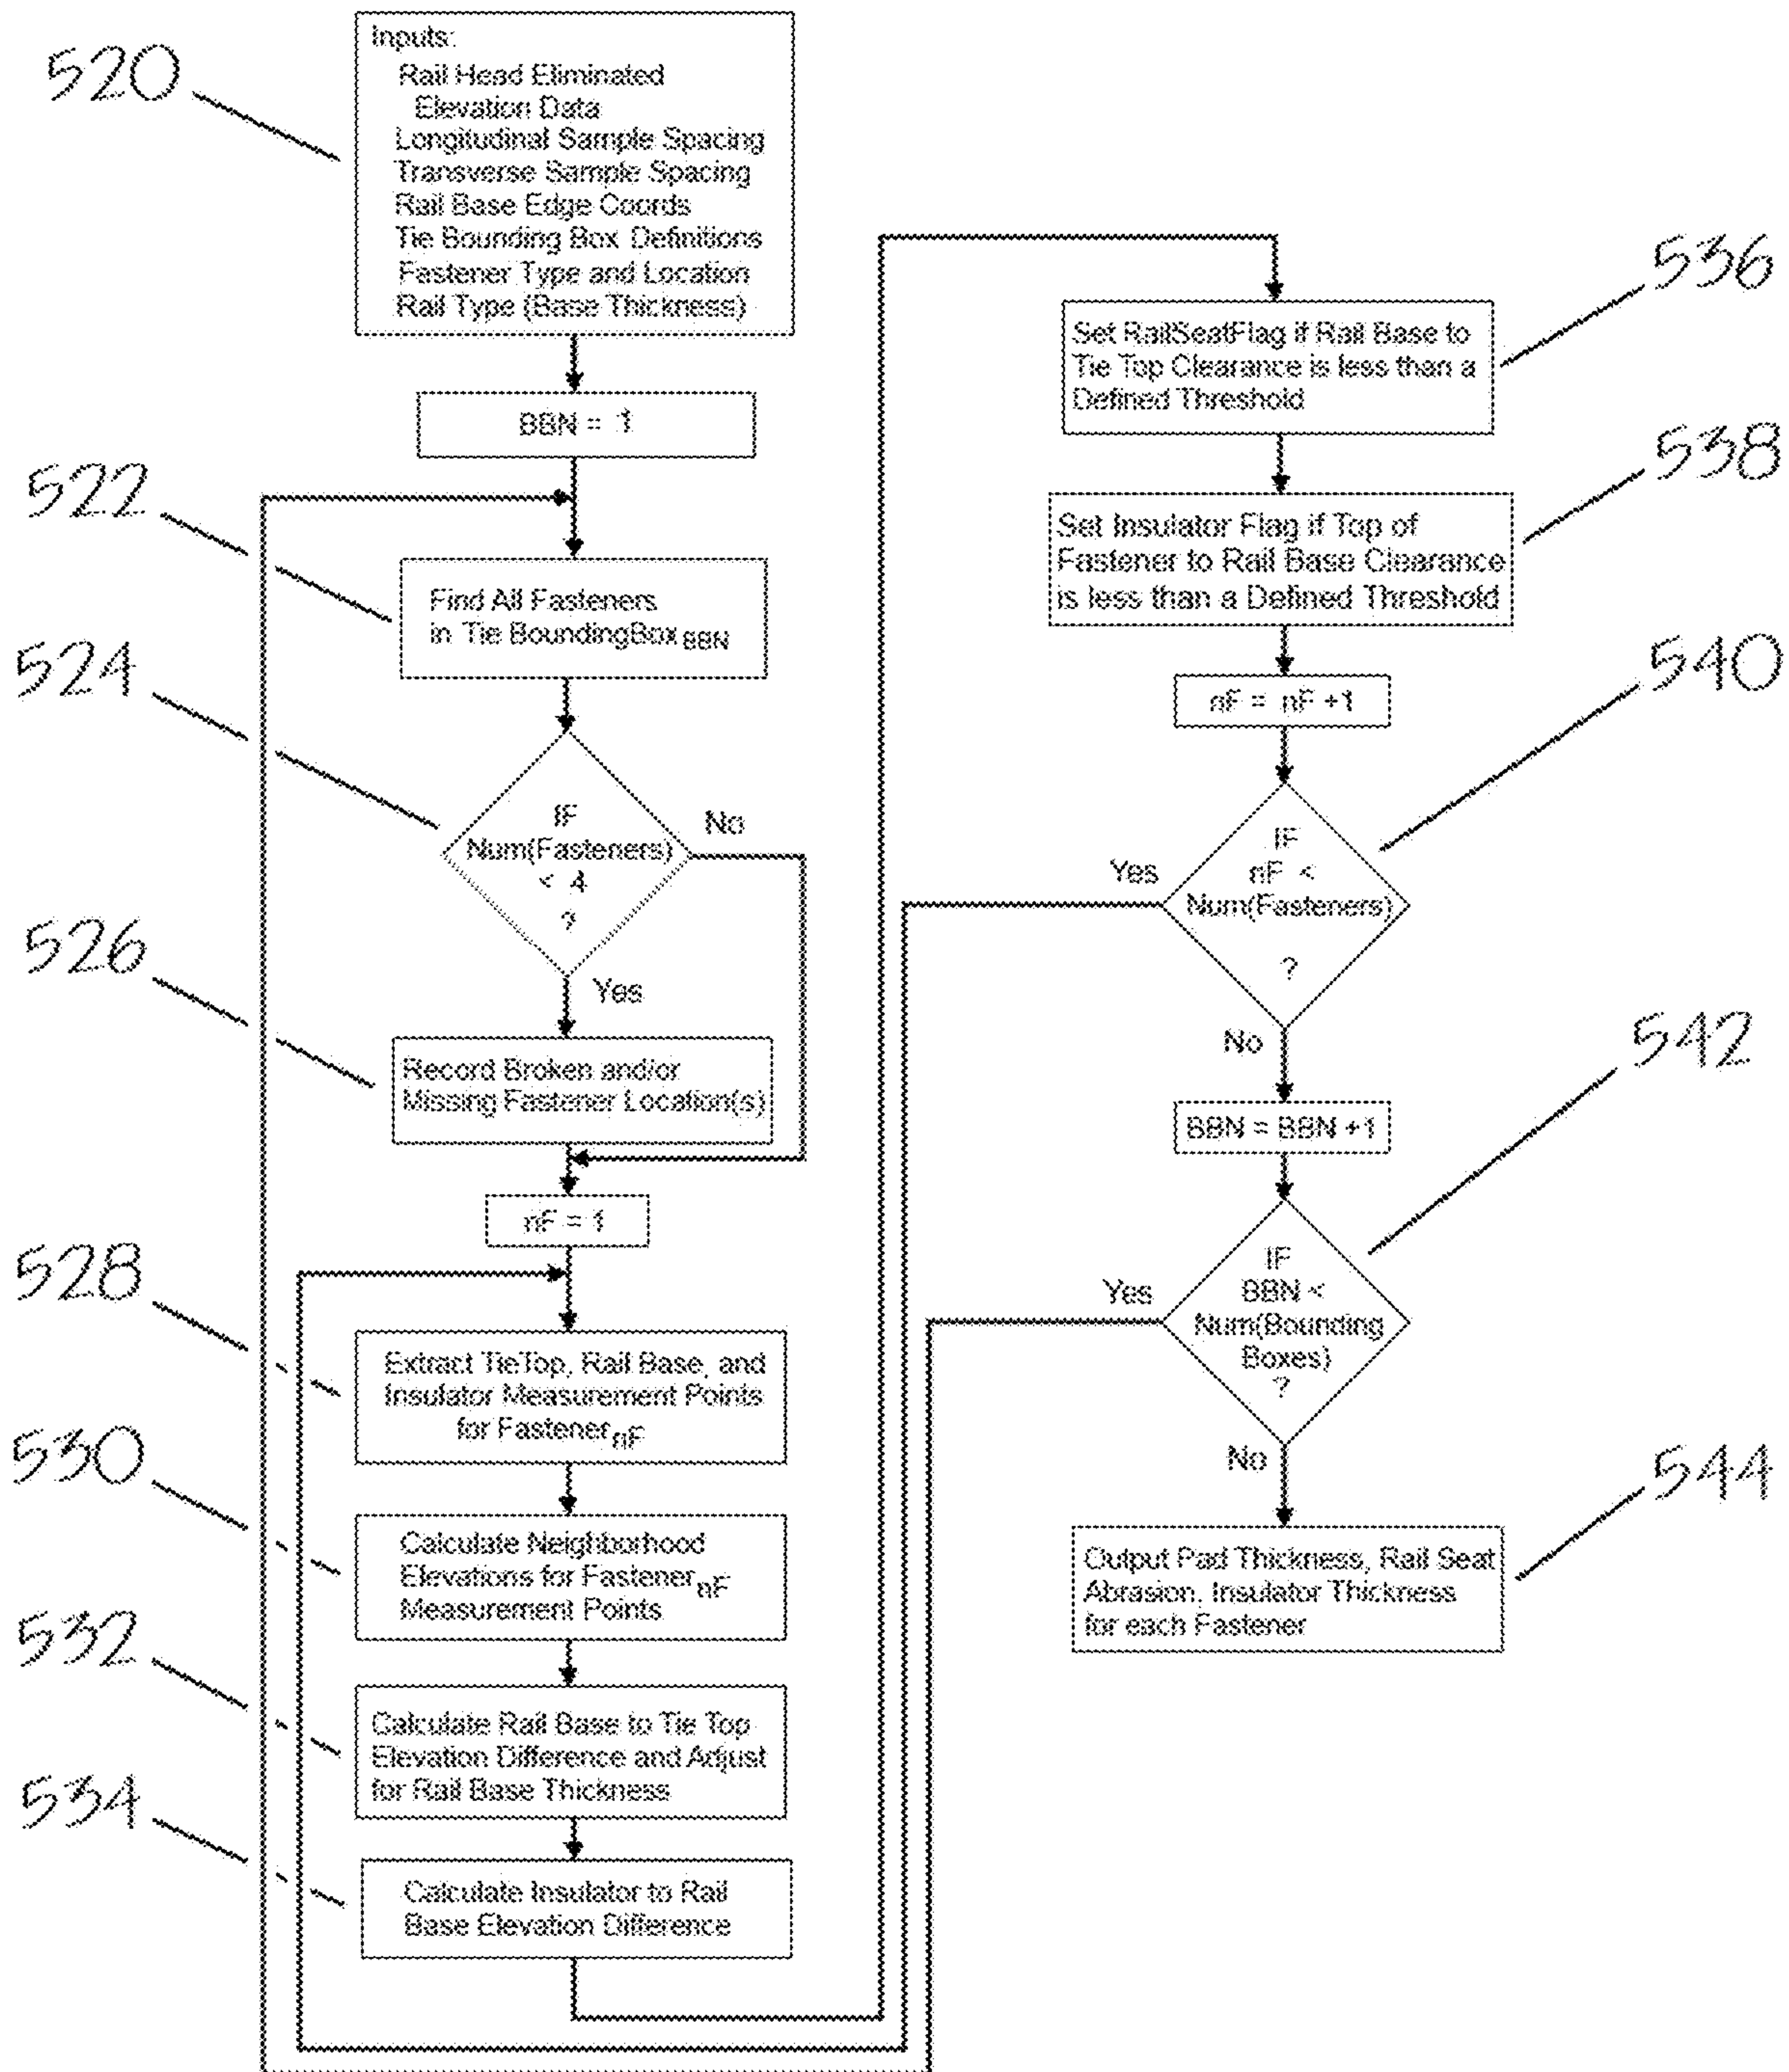 520
Inputs:
Rail Head Eliminated
Elevation Data
Longitudinal Sample Spacing
Transverse Sample Spacing
Rail Base Edge Coords
Tie Bounding Box Definitions
Fastener Type and Location
Rail Type (Base Thickness)
BBN = 1
522
Find All Fasteners
in Tie BoundingBox BBN
524
IF
Num(Fasteners)
< 4
?
No
Yes
526
Record Broken and/or
Missing Fastener Location(s)
nF = 1
528
Extract TieTop, Rail Base, and
Insulator Measurement Points
for Fastener nF
530
Calculate Neighborhood
Elevations for Fastener nF
Measurement Points
532
Calculate Rail Base to Tie Top
Elevation Difference and Adjust
for Rail Base Thickness
534
Calculate Insulator to Rail
Base Elevation Difference
536
Set RailSeatFlag if Rail Base to
Tie Top Clearance is less than a
Defined Threshold
538
Set Insulator Flag if Top of
Fastener to Rail Base Clearance
is less than a Defined Threshold
nF = nF +1
540
IF
nF <
Num(Fasteners)
?
Yes
No
BBN = BBN +1
542
IF
BBN <
Num(Bounding
Boxes)
?
Yes
No
544
Output Pad Thickness, Rail Seat
Abrasion, Insulator Thickness
for each Fastener